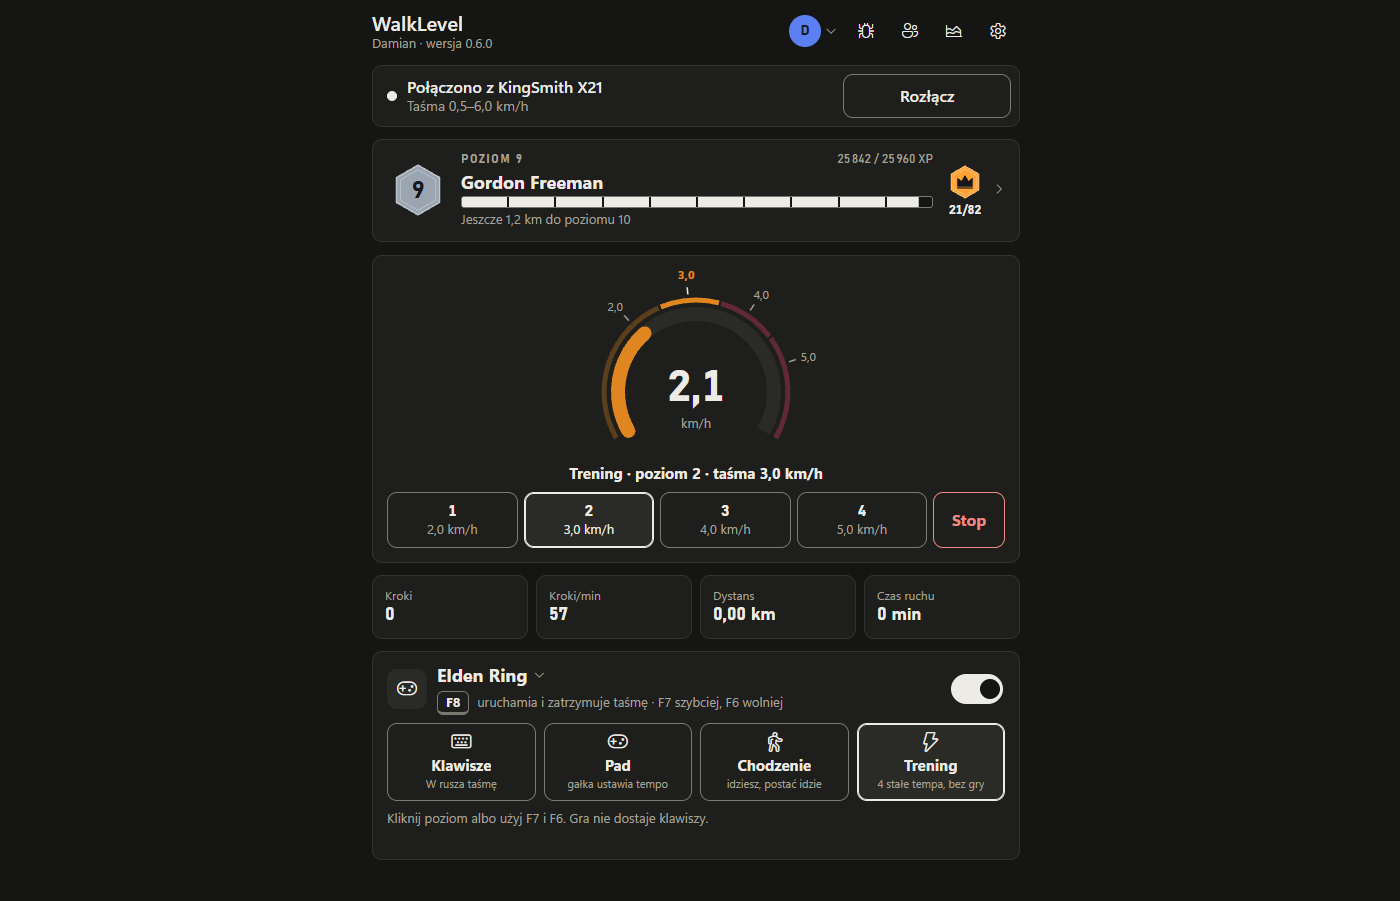 WalkLevel
Damian · wersja 0.6.0
D
Połączono z KingSmith X21
Taśma 0,5–6,0 km/h
Rozłącz
9
POZIOM 9
25 842 / 25 960 XP
Gordon Freeman
Jeszcze 1,2 km do poziomu 10
21/82
3,0
2,0
4,0
5,0
2,1
km/h
Trening · poziom 2 · taśma 3,0 km/h
1
2,0 km/h
2
3,0 km/h
3
4,0 km/h
4
5,0 km/h
Stop
Kroki
0
Kroki/min
57
Dystans
0,00 km
Czas ruchu
0 min
Elden Ring
F8 uruchamia i zatrzymuje taśmę · F7 szybciej, F6 wolniej
Klawisze
W rusza taśmę
Pad
gałka ustawia tempo
Chodzenie
idziesz, postać idzie
Trening
4 stałe tempa, bez gry
Kliknij poziom albo użyj F7 i F6. Gra nie dostaje klawiszy.